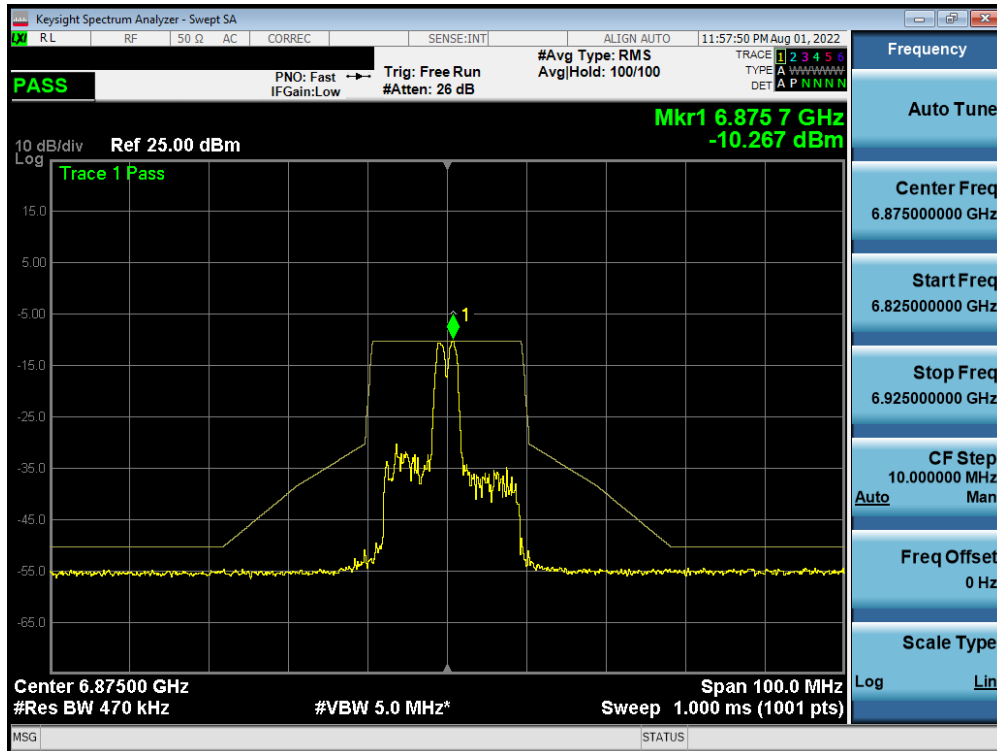 Keysight Spectrum Analyzer - Swept SA
LXI RL RF 50 Ω AC CORREC SENSE:INT ALIGN AUTO 11:57:50 PM Aug 01, 2022
PASS
PNO: Fast
IFGain:Low
Trig: Free Run
#Atten: 26 dB
#Avg Type: RMS
Avg|Hold: 100/100
TRACE 1 2 3 4 5 6
TYPE A WWWWW
DET A P N N N N
Mkr1 6.875 7 GHz
-10.267 dBm
10 dB/div Ref 25.00 dBm
Log
Trace 1 Pass
15.0
5.00
-5.00
1
-15.0
-25.0
-35.0
-45.0
-55.0
-65.0
Center 6.87500 GHz Span 100.0 MHz
#Res BW 470 kHz #VBW 5.0 MHz* Sweep 1.000 ms (1001 pts)
MSG STATUS
Frequency
Auto Tune
Center Freq
6.875000000 GHz
Start Freq
6.825000000 GHz
Stop Freq
6.925000000 GHz
CF Step
10.000000 MHz
Auto Man
Freq Offset
0 Hz
Scale Type
Log Lin